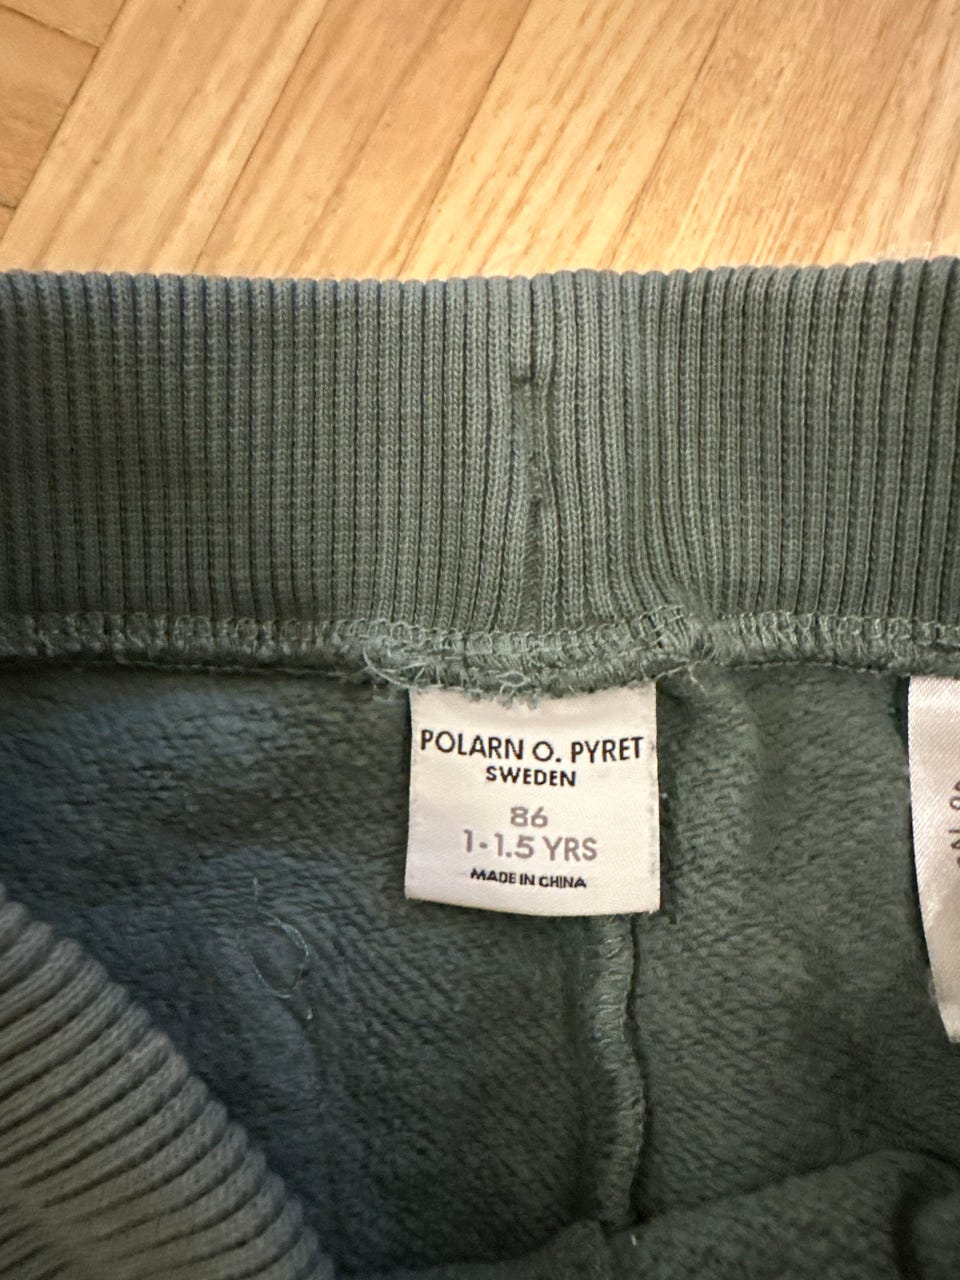 POLARN O. PYRET
SWEDEN
86
1-1.5 YRS
MADE IN CHINA